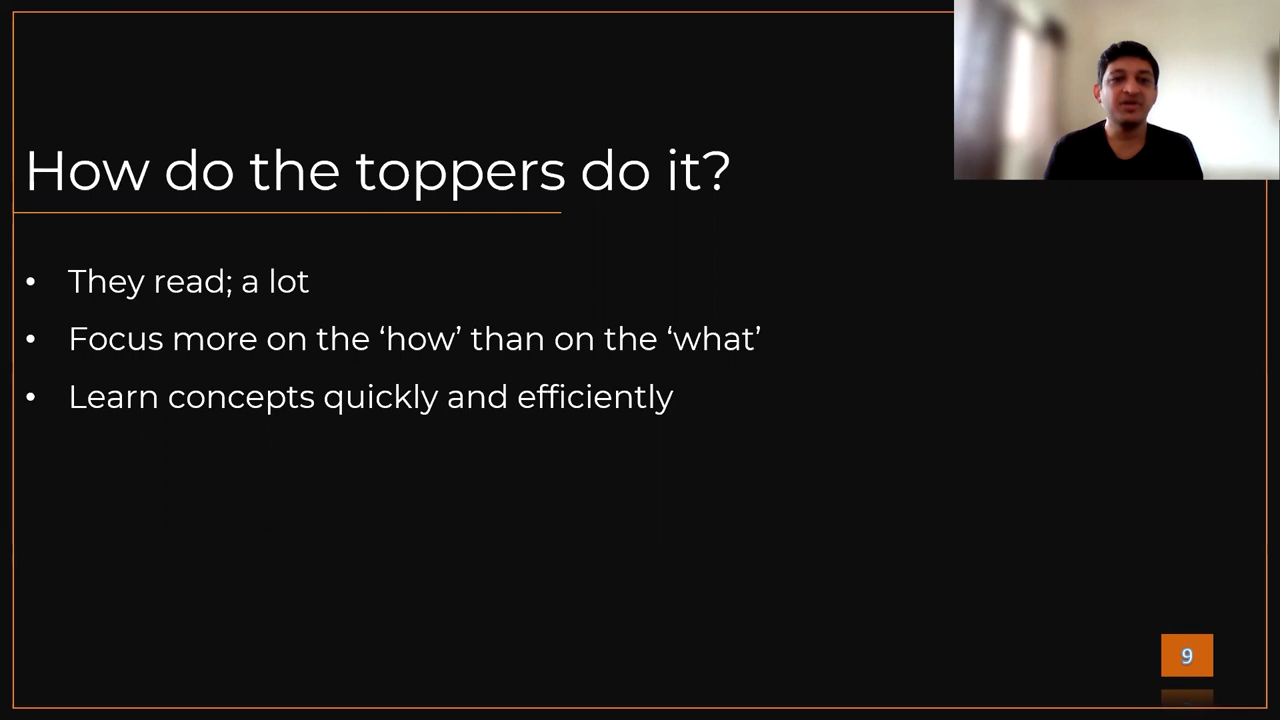 How do the toppers do it?
• They read; a lot
• Focus more on the ‘how’ than on the ‘what’
• Learn concepts quickly and efficiently
9